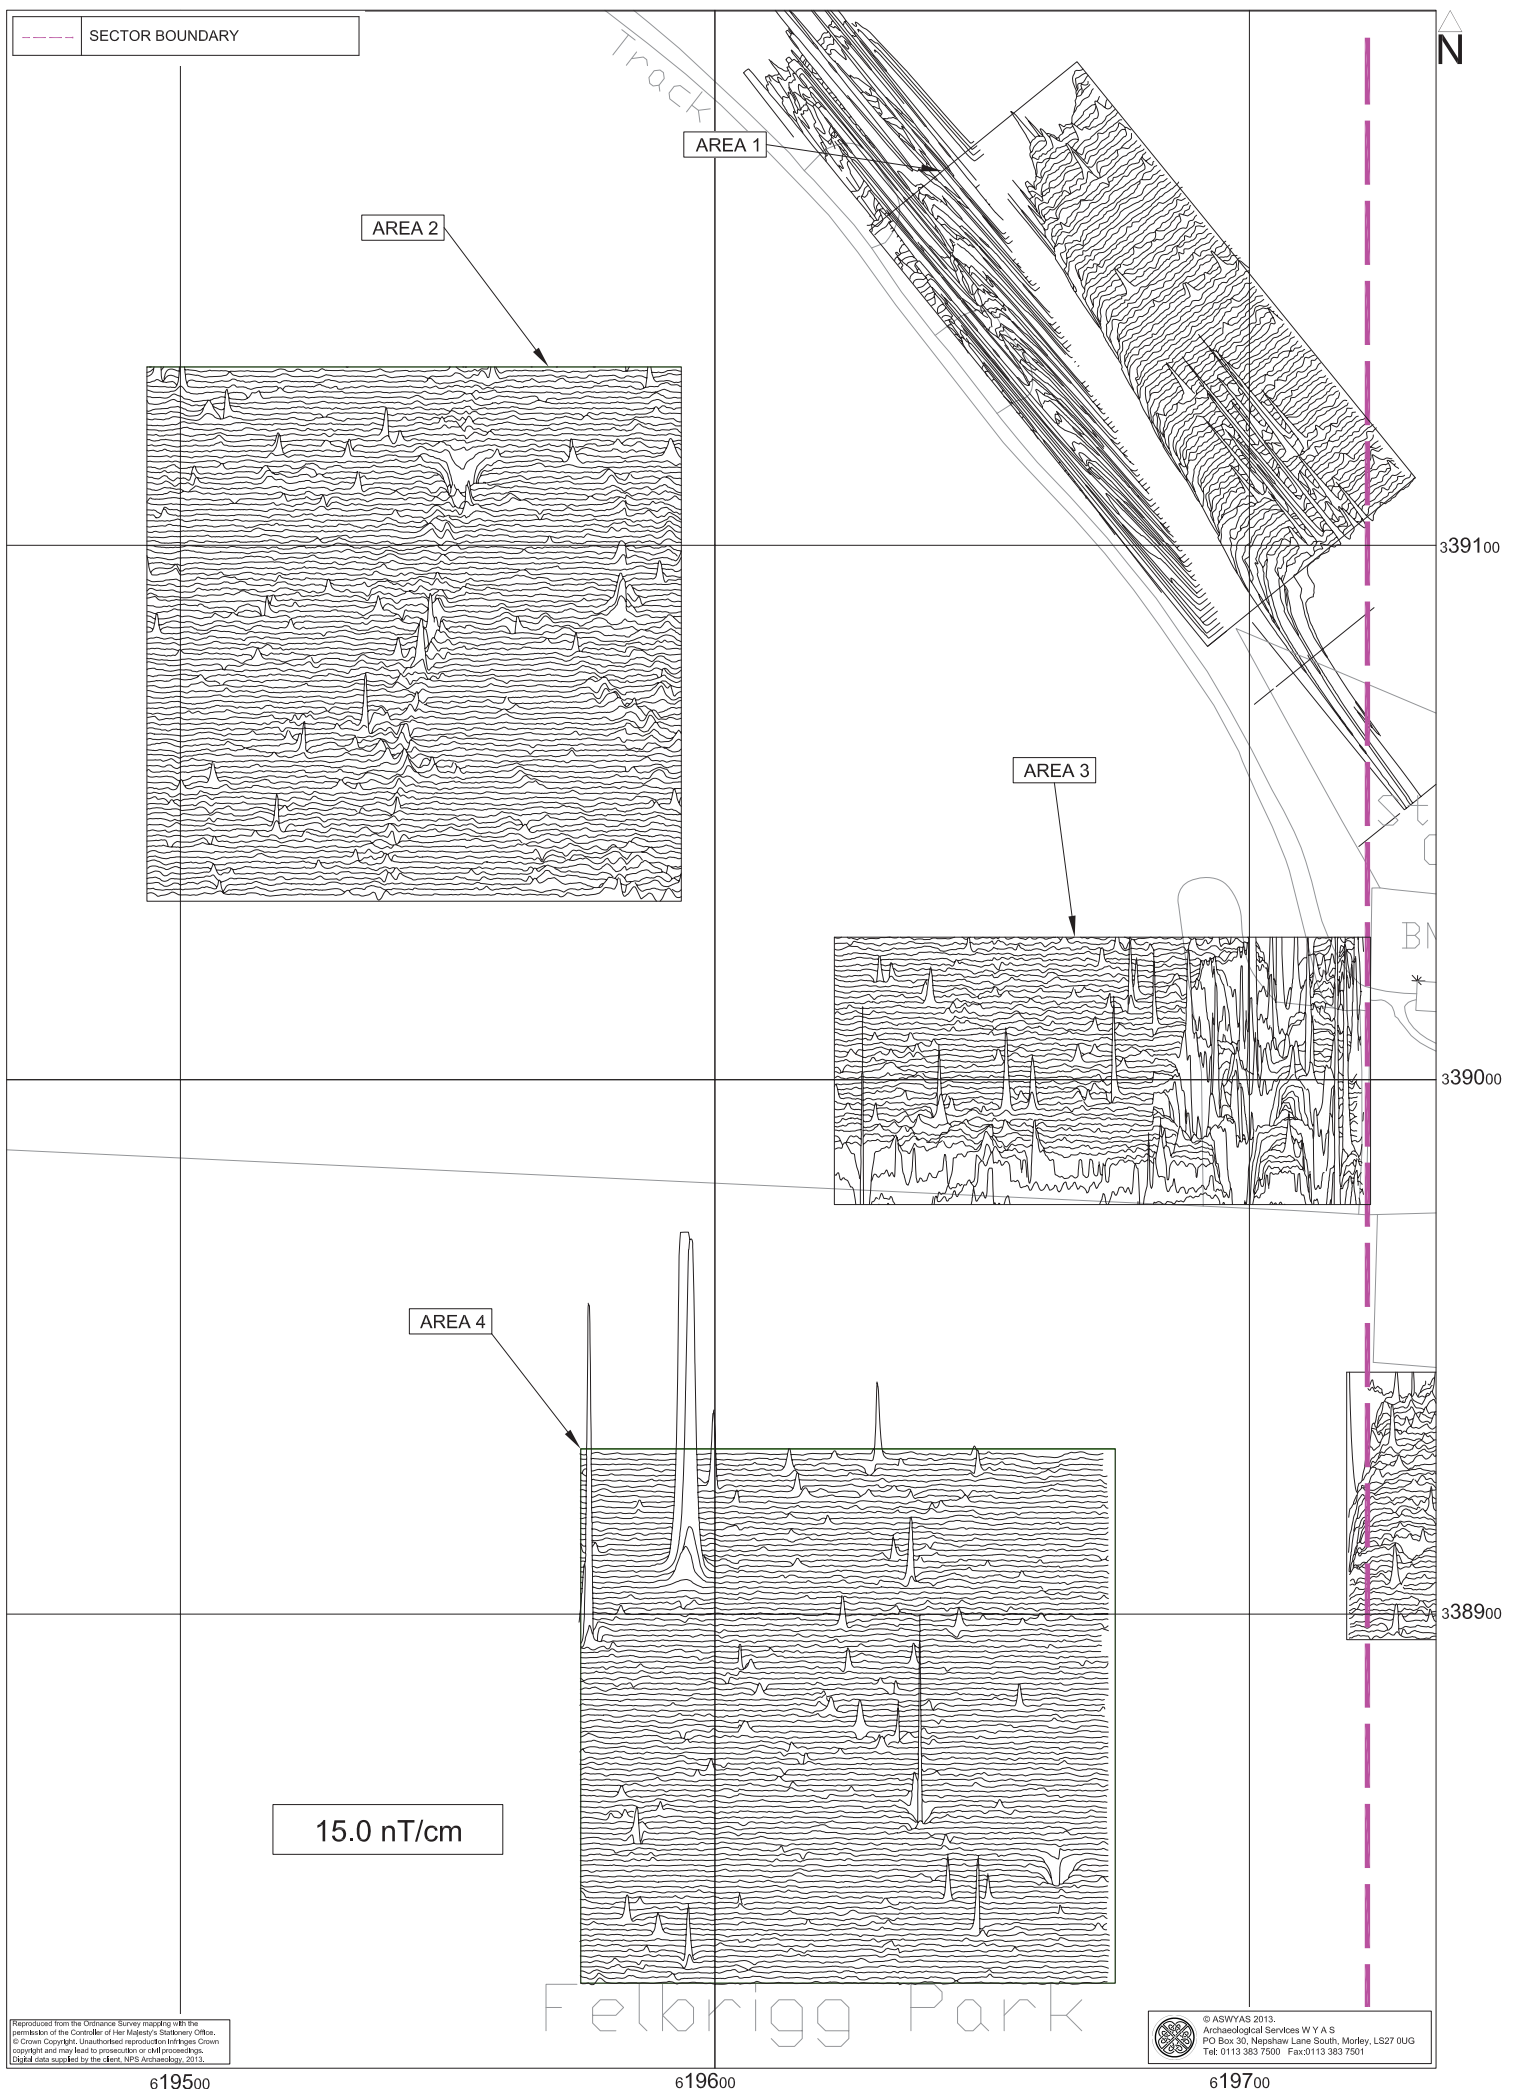 SECTOR BOUNDARY
N
Track
AREA 1
AREA 2
339100
AREA 3
St
BM
339000
AREA 4
338900
15.0 nT/cm
Felbrigg Park
Reproduced from the Ordnance Survey mapping with the
permission of the Controller of Her Majesty's Stationery Office.
© Crown Copyright. Unauthorised reproduction infringes Crown
copyright and may lead to prosecution or civil proceedings.
Digital data supplied by the client, NPS Archaeology, 2013.
© ASWYAS 2013.
Archaeological Services W Y A S
PO Box 30, Nepshaw Lane South, Morley, LS27 0UG
Tel: 0113 383 7500 Fax:0113 383 7501
619500
619600
619700